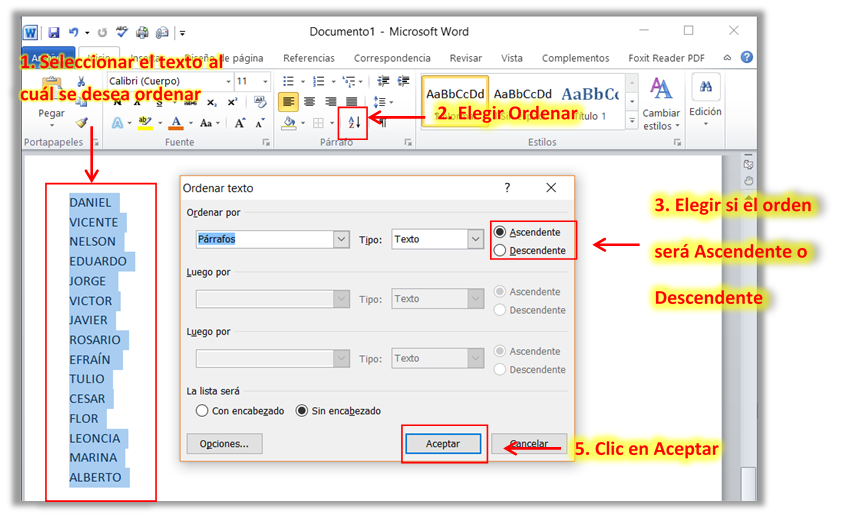 Documento1 - Microsoft Word
Inicio
Diseño de página
Referencias
Correspondencia
Revisar
Vista
Complementos
Foxit Reader PDF
1. Seleccionar el texto al
cuál se desea ordenar
Calibri (Cuerpo)
11
Pegar
Portapapeles
Fuente
Párrafo
AaBbCcDd
AaBbCcDd
AaBbCc
Título 1
Cambiar
estilos
Edición
Estilos
2. Elegir Ordenar
DANIEL
VICENTE
NELSON
EDUARDO
JORGE
VICTOR
JAVIER
ROSARIO
EFRAÍN
TULIO
CESAR
FLOR
LEONCIA
MARINA
ALBERTO
Ordenar texto
?
Ordenar por
Párrafos
Tipo:
Texto
Ascendente
Descendente
Luego por
Tipo:
Texto
Ascendente
Descendente
Luego por
Tipo:
Texto
Ascendente
Descendente
La lista será
Con encabezado
Sin encabezado
Opciones...
Aceptar
Cancelar
3. Elegir si el orden
será Ascendente o
Descendente
5. Clic en Aceptar